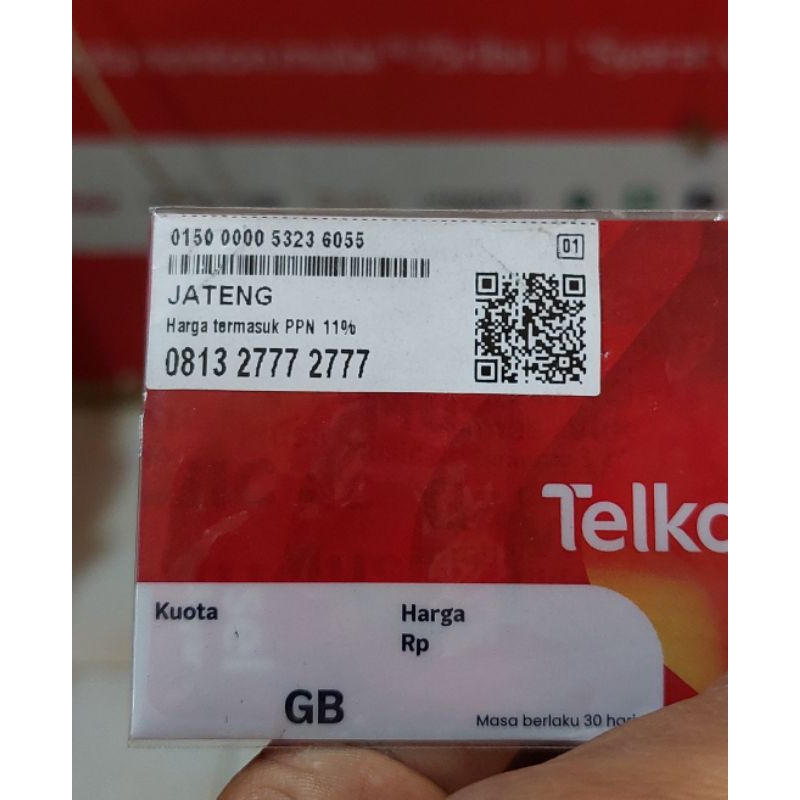 0150 0000 5323 6055
01
JATENG
Harga termasuk PPN 11%
0813 2777 2777
Telko
Kuota
Harga
Rp
GB
Masa berlaku 30 hari